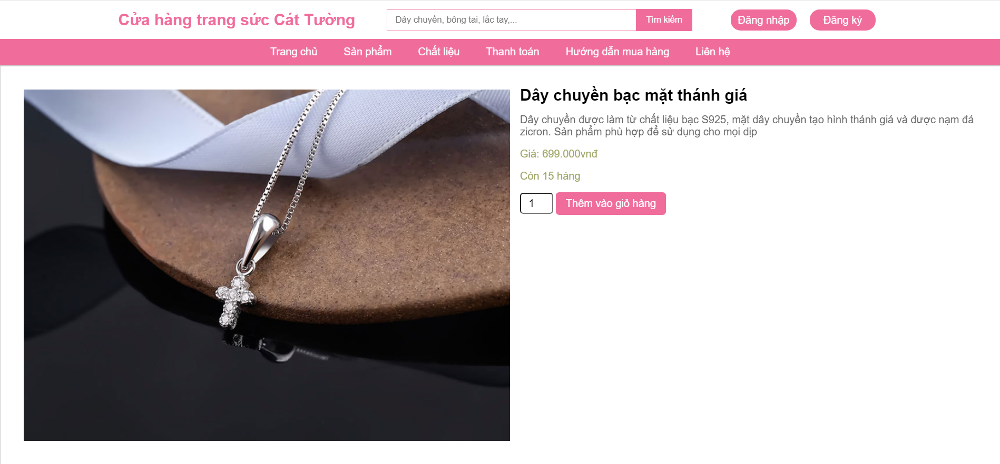 Cửa hàng trang sức Cát Tường
Dây chuyền, bông tai, lắc tay,...
Tìm kiếm
Đăng nhập
Đăng ký
Trang chủ
Sản phẩm
Chất liệu
Thanh toán
Hướng dẫn mua hàng
Liên hệ
Dây chuyền bạc mặt thánh giá
Dây chuyền được làm từ chất liệu bạc S925, mặt dây chuyền tạo hình thánh giá và được nạm đá
zicron. Sản phẩm phù hợp để sử dụng cho mọi dịp
Giá: 699.000vnđ
Còn 15 hàng
1
Thêm vào giỏ hàng